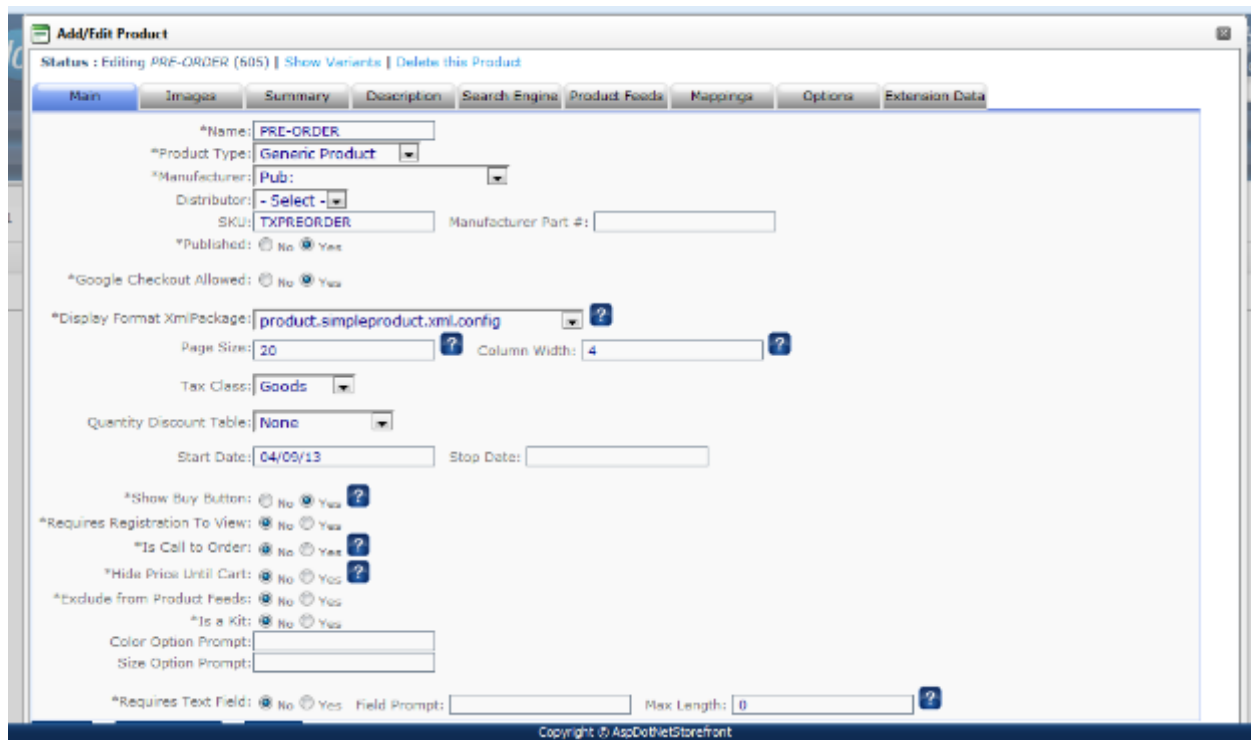 Add/Edit Product
Status : Editing PRE-ORDER (605) | Show Variants | Delete this Product
Main Images Summary Description Search Engine Product Feeds Mappings Options Extension Data
*Name: PRE-ORDER
*Product Type: Generic Product
*Manufacturer: Pub:
Distributor: - Select -
SKU: TXPREORDER Manufacturer Part #:
*Published: No Yes
*Google Checkout Allowed: No Yes
*Display Format XmlPackage: product.simpleproduct.xml.config ?
Page Size: 20 ? Column Width: 4 ?
Tax Class: Goods
Quantity Discount Table: None
Start Date: 04/09/13 Stop Date:
*Show Buy Button: No Yes ?
*Requires Registration To View: No Yes
*Is Call to Order: No Yes ?
*Hide Price Until Cart: No Yes ?
*Exclude from Product Feeds: No Yes
*Is a Kit: No Yes
Color Option Prompt:
Size Option Prompt:
*Requires Text Field: No Yes Field Prompt: Max Length: 0 ?
Copyright © AspDotNetStorefront